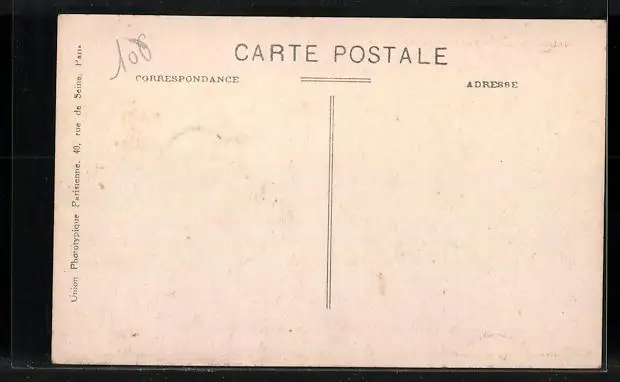 108
CARTE POSTALE
CORRESPONDANCE
ADRESSE
Union Phototypique Parisienne, 40, rue de Seine, Paris